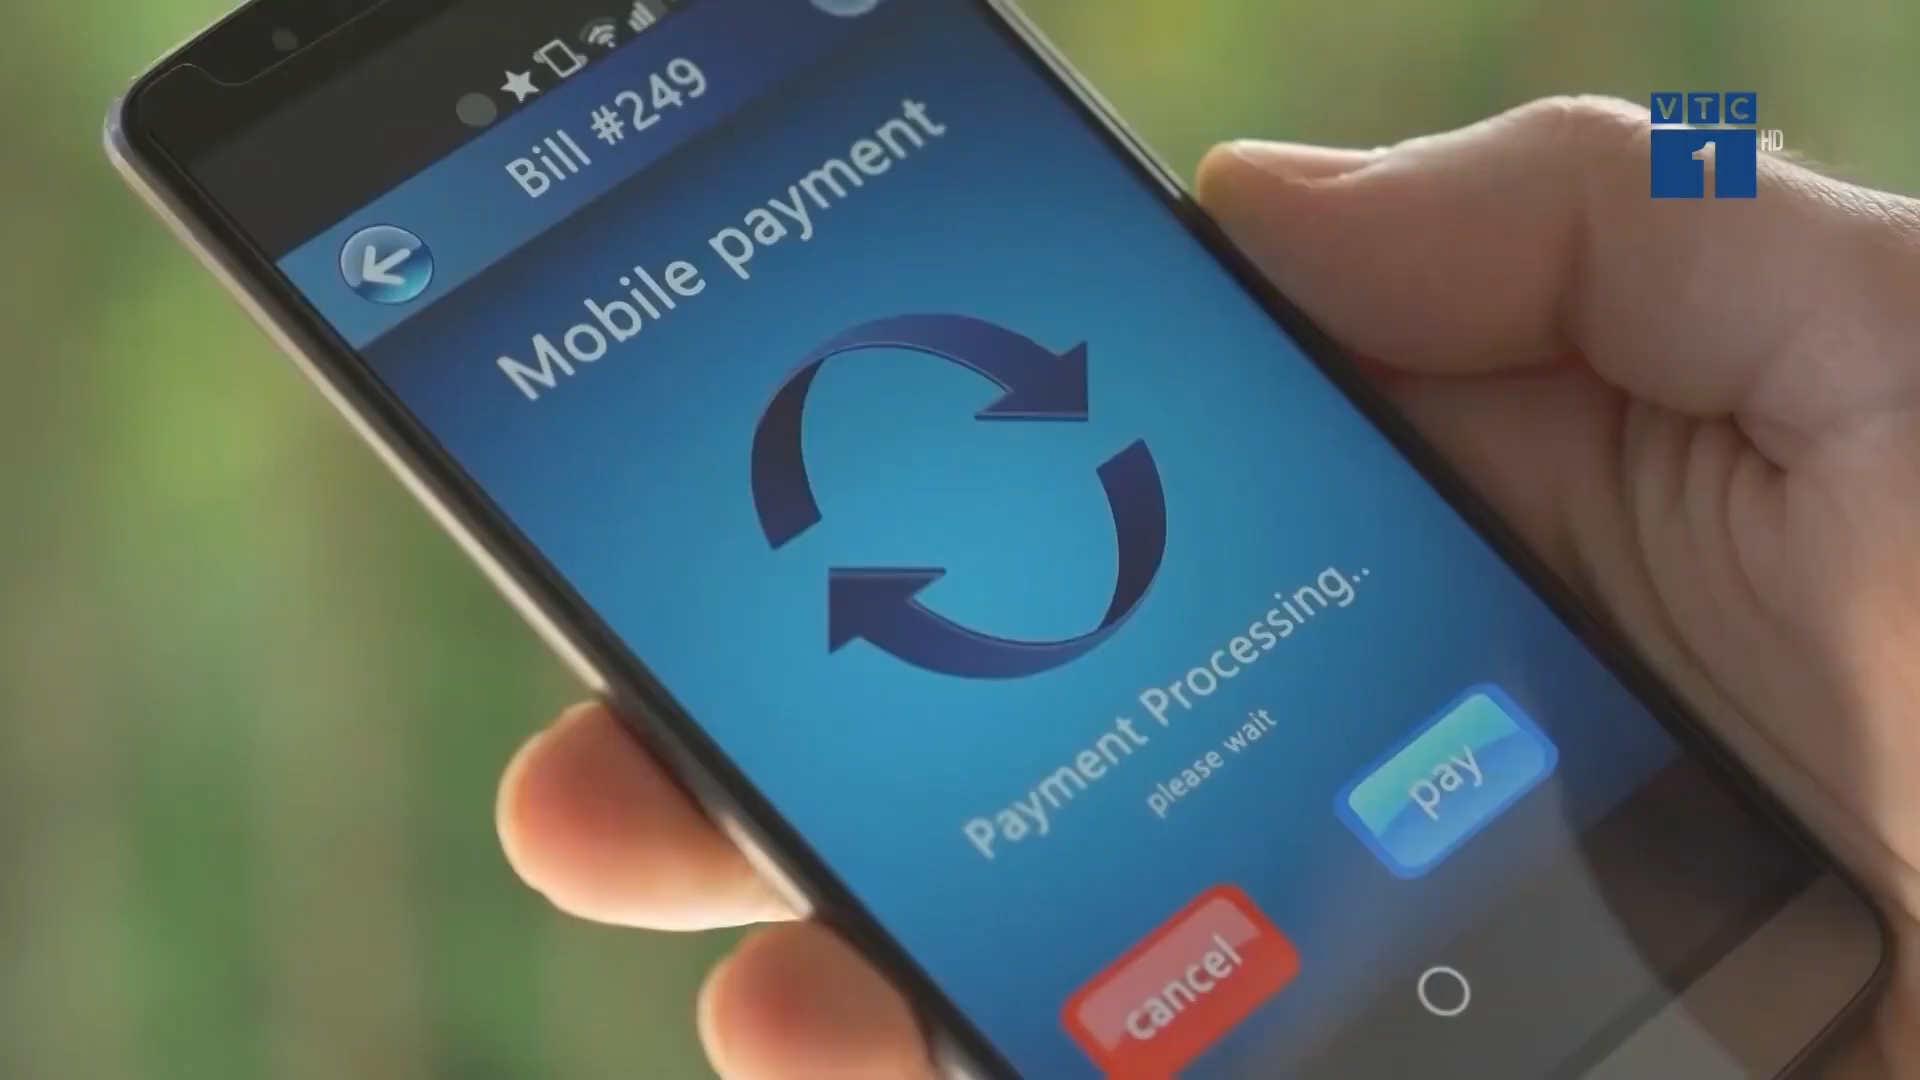 Bill #249
Mobile payment
Payment Processing..
please wait
pay
cancel
VTC
1 HD